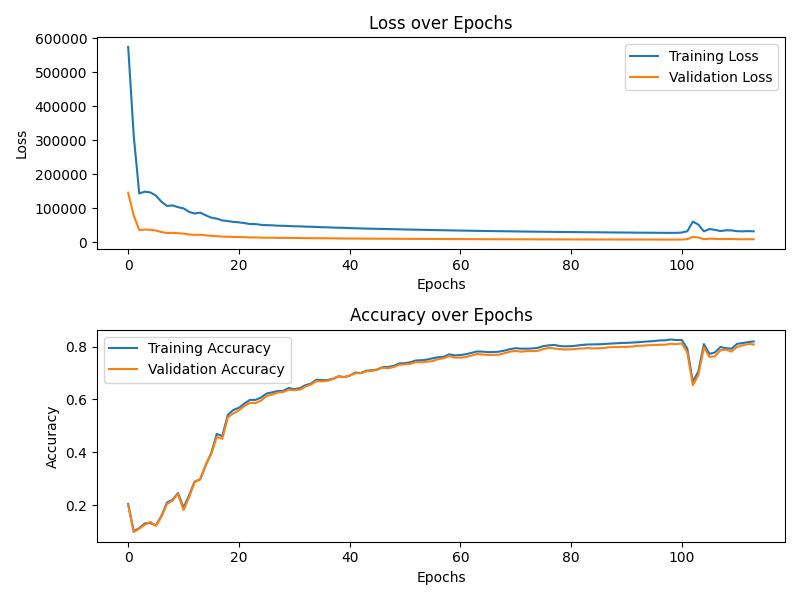 Loss over Epochs
600000
500000
400000
300000
200000
100000
0
Loss
Training Loss
Validation Loss
0 20 40 60 80 100
Epochs
Accuracy over Epochs
0.8
0.6
0.4
0.2
Accuracy
Training Accuracy
Validation Accuracy
0 20 40 60 80 100
Epochs